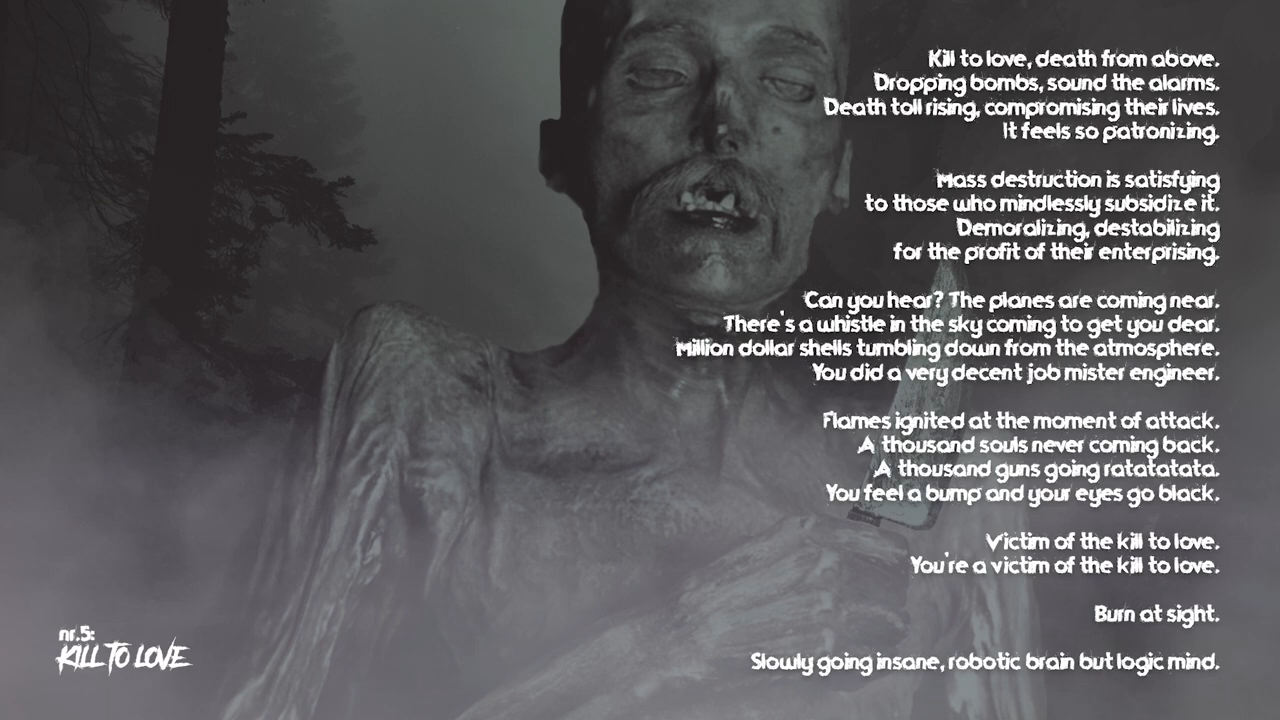 Kill to love, death from above.
Dropping bombs, sound the alarms.
Death toll rising, compromising their lives.
It feels so patronizing.
Mass destruction is satisfying
to those who mindlessly subsidize it.
Demoralizing, destabilizing
for the profit of their enterprising.
Can you hear? The planes are coming near.
There's a whistle in the sky coming to get you dear.
Million dollar shells tumbling down from the atmosphere.
You did a very decent job mister engineer.
Flames ignited at the moment of attack.
A thousand souls never coming back.
A thousand guns going ratatatata.
You feel a bump and your eyes go black.
Victim of the kill to love.
You're a victim of the kill to love.
Burn at sight.
Slowly going insane, robotic brain but logic mind.
nr.5:
KILL TO LOVE